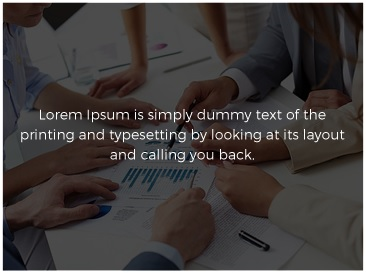 Lorem Ipsum is simply dummy text of the
printing and typesetting by looking at its layout
and calling you back.